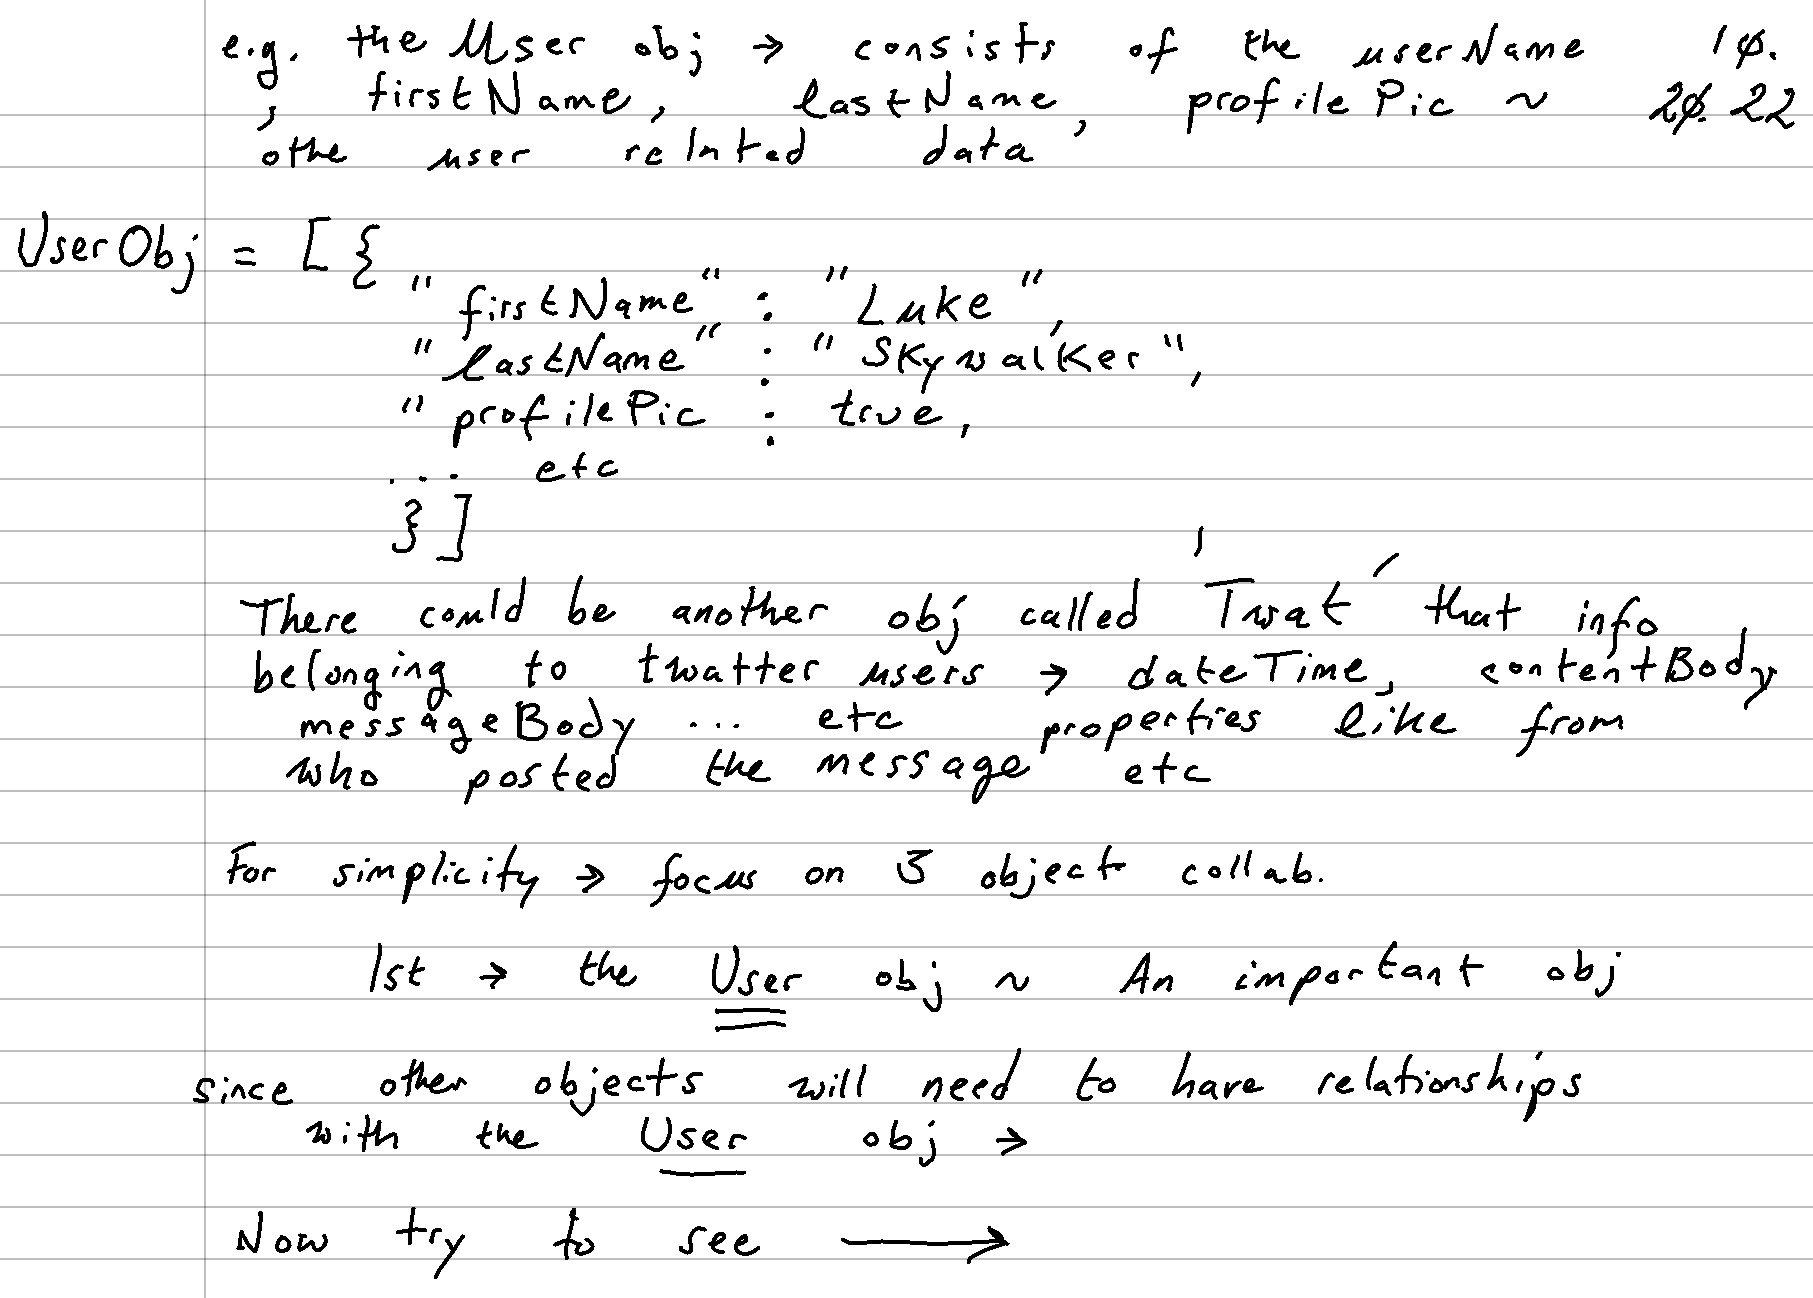 e.g. the User obj → consists of the userName 10.
, firstName, lastName, profilePic ~ 20.22
othe user related data
UserObj = [ {
"firstName" : "Luke",
"lastName" : "Skywalker",
"profilePic : true,
... etc
} ]
There could be another obj called 'Twat' that info
belonging to twatter users → dateTime, contentBody
messageBody ... etc properties like from
who posted the message etc
For simplicity → focus on 3 object collab.
1st → the User obj ~ An important obj
since other objects will need to have relationships
with the User obj →
Now try to see →